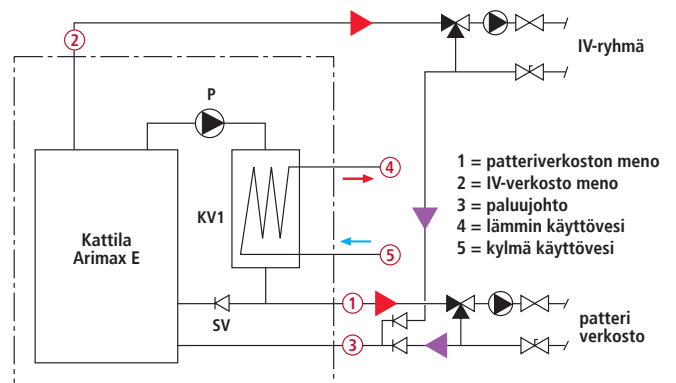 2
IV-ryhmä
P
KV1
4
5
Kattila
Arimax E
1 = patteriverkoston meno
2 = IV-verkosto meno
3 = paluujohto
4 = lämmin käyttövesi
5 = kylmä käyttövesi
1
SV
3
patteri
verkosto